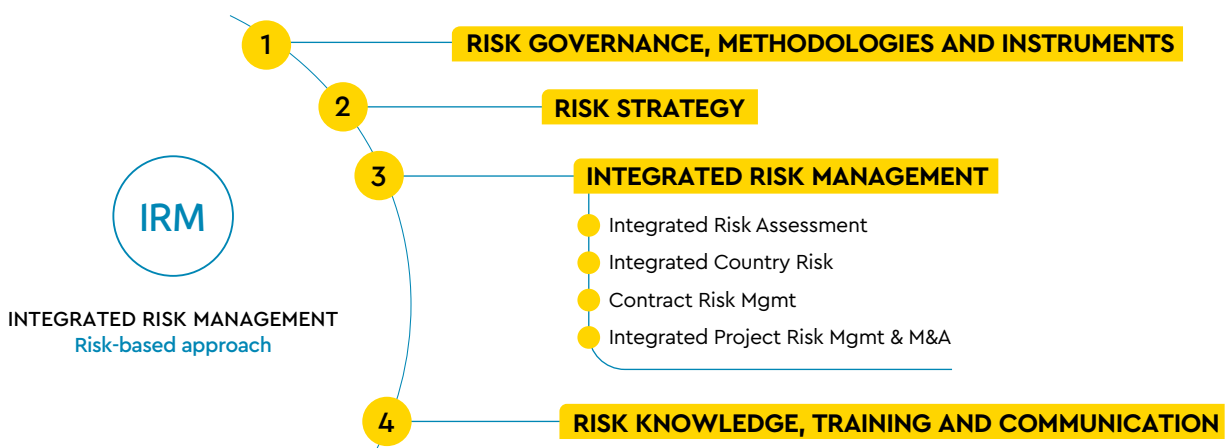 1
RISK GOVERNANCE, METHODOLOGIES AND INSTRUMENTS
2
RISK STRATEGY
3
INTEGRATED RISK MANAGEMENT
Integrated Risk Assessment
Integrated Country Risk
Contract Risk Mgmt
Integrated Project Risk Mgmt & M&A
IRM
INTEGRATED RISK MANAGEMENT
Risk-based approach
4
RISK KNOWLEDGE, TRAINING AND COMMUNICATION